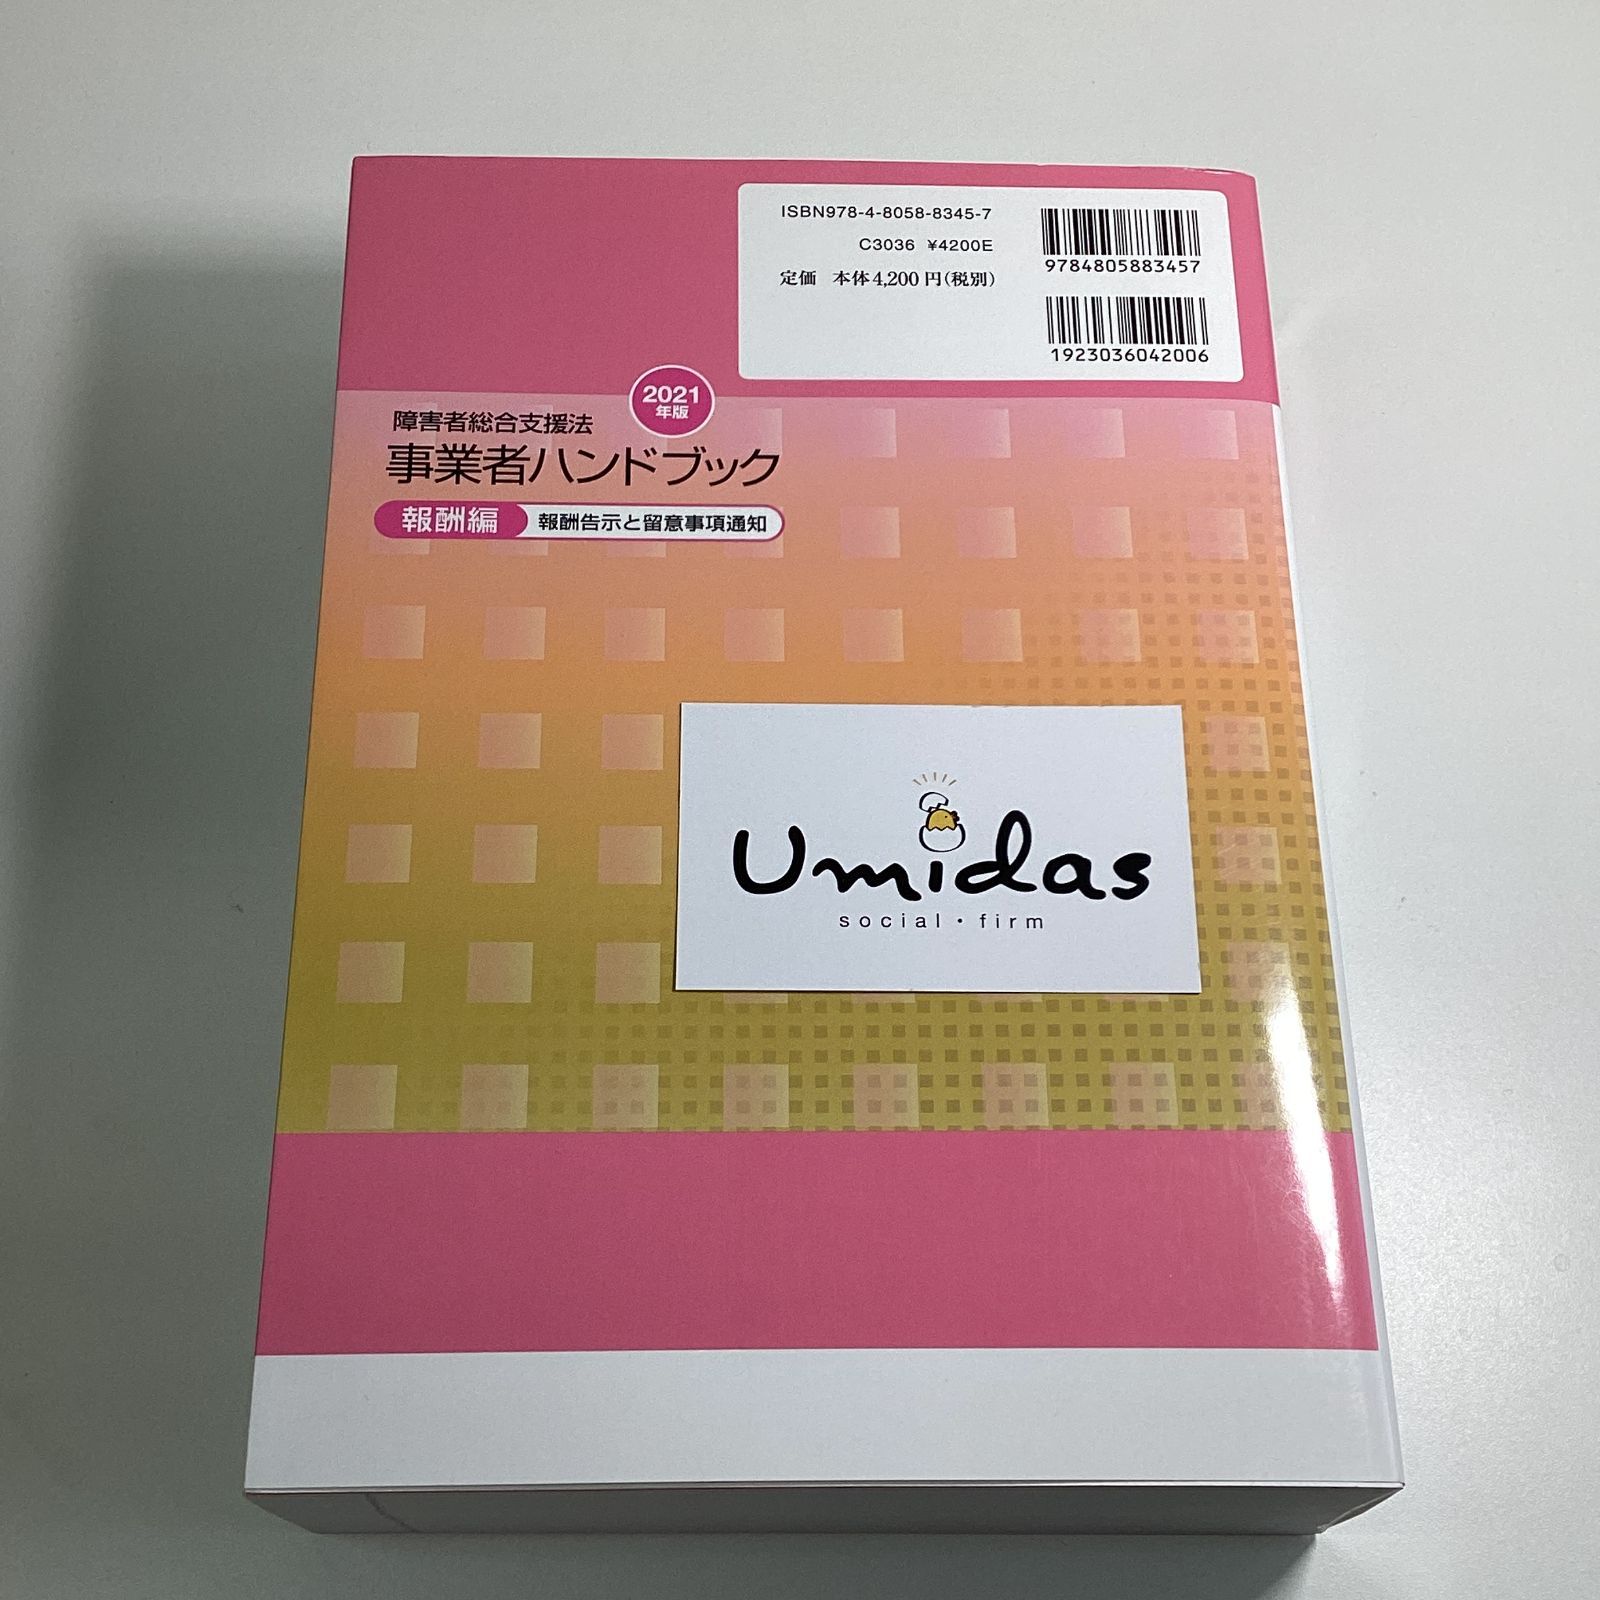 ISBN978-4-8058-8345-7
C3036 ¥4200E
定価 本体4,200円(税別)
9784805883457
1923036042006
2021
年版
障害者総合支援法
事業者ハンドブック
報酬編 報酬告示と留意事項通知
Umidas
social・firm